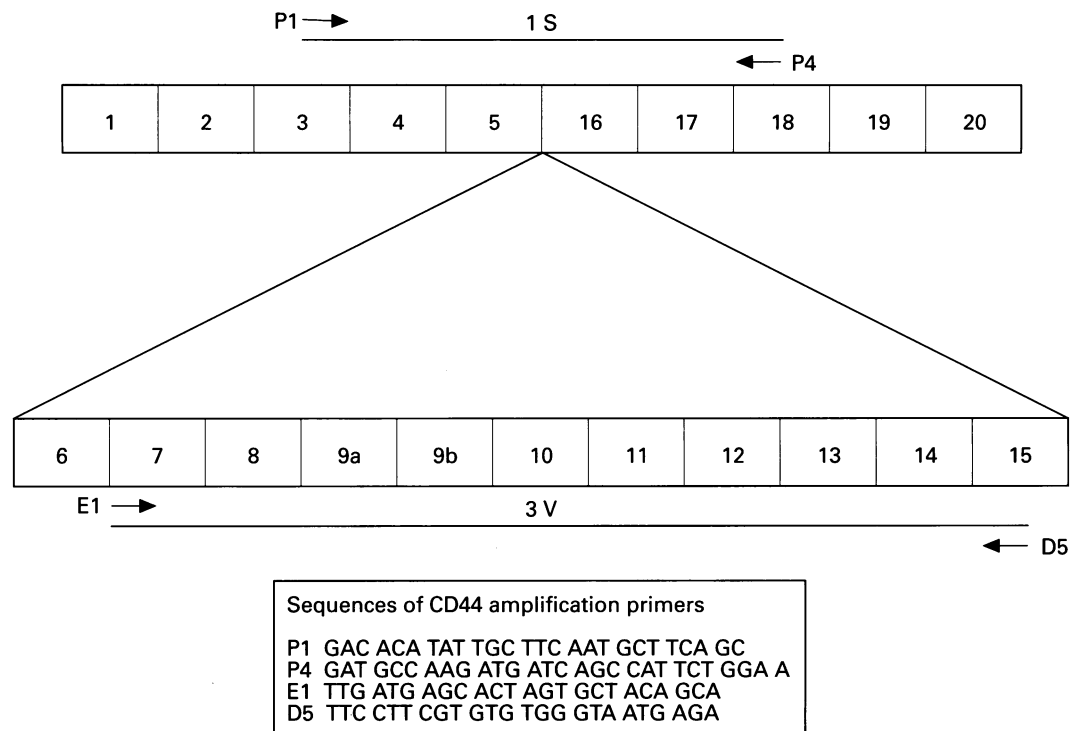 P1 1 S
P4
1 2 3 4 5 16 17 18 19 20
6 7 8 9a 9b 10 11 12 13 14 15
E1 3 V
D5
Sequences of CD44 amplification primers
P1 GAC ACA TAT TGC TTC AAT GCT TCA GC
P4 GAT GCC AAG ATG ATC AGC CAT TCT GGA A
E1 TTG ATG AGC ACT AGT GCT ACA GCA
D5 TTC CTT CGT GTG TGG GTA ATG AGA